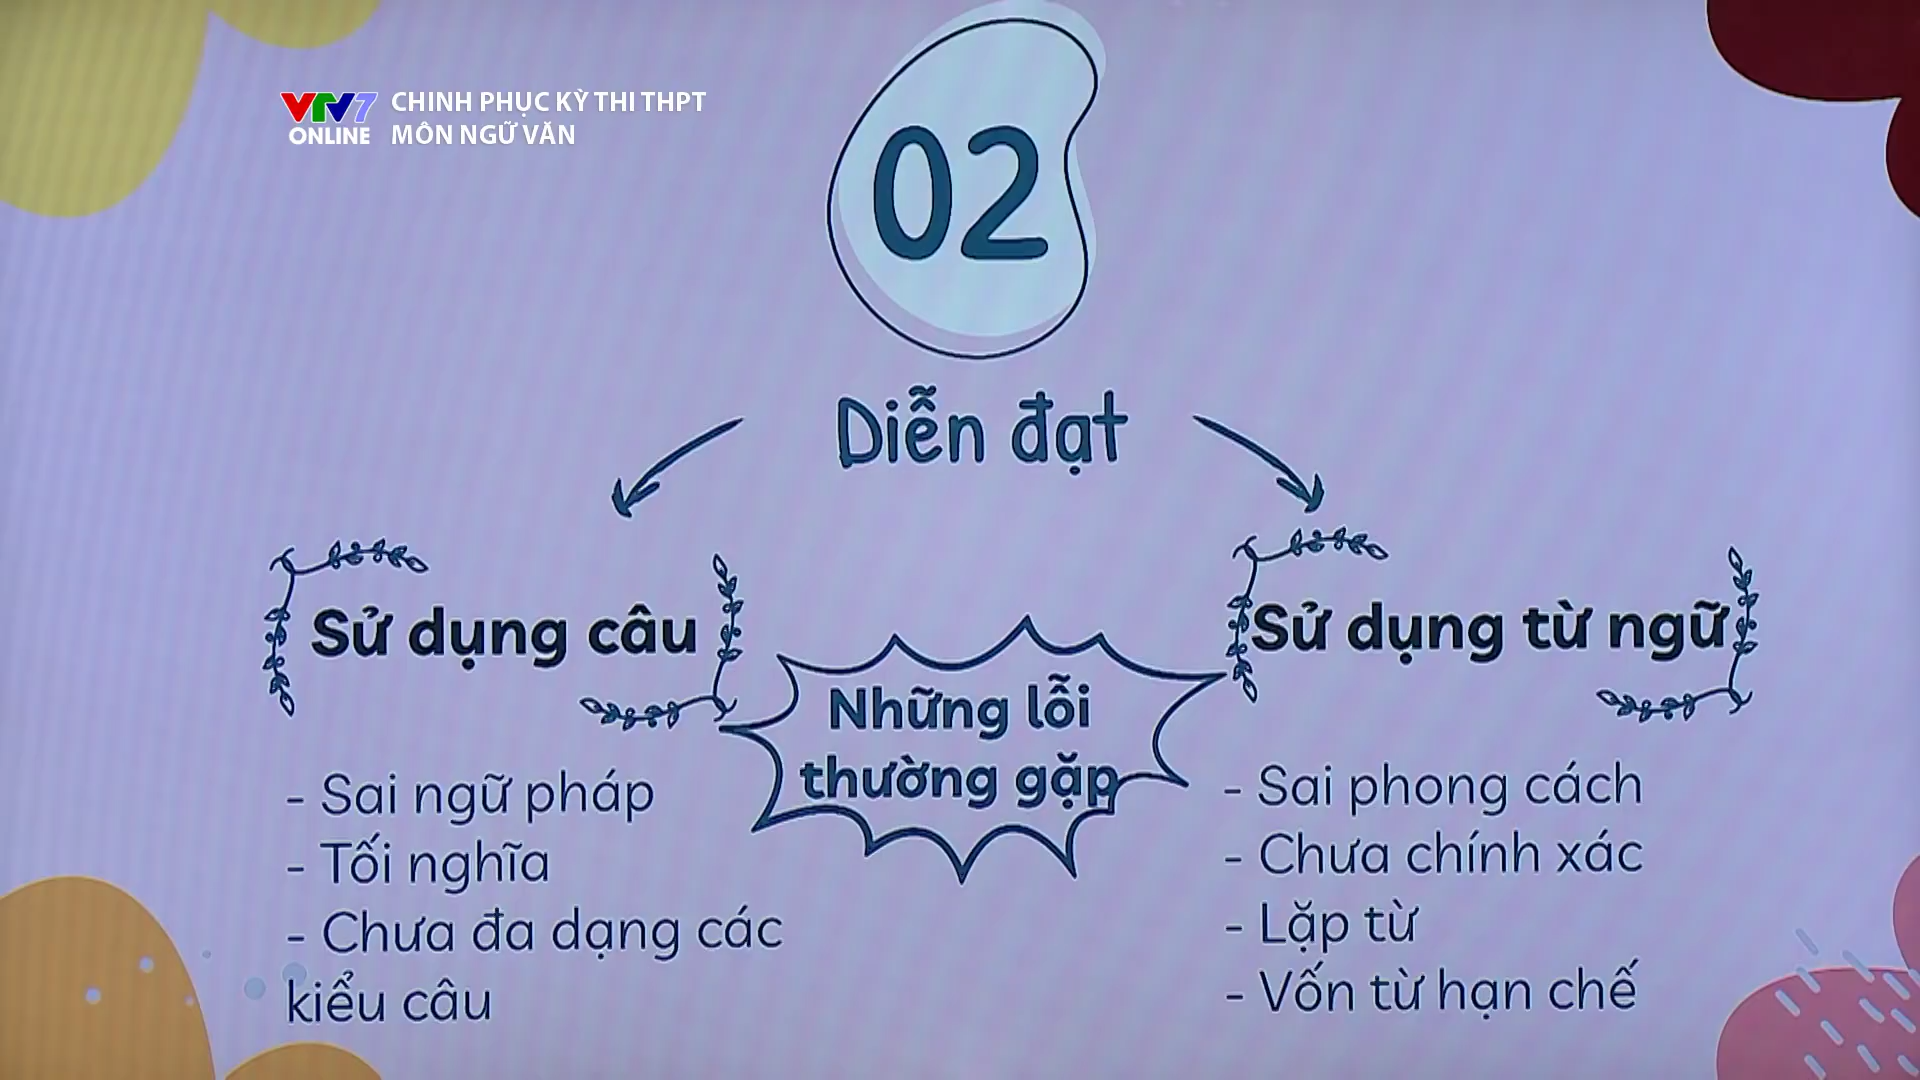 VTV7 CHINH PHỤC KỲ THI THPT
ONLINE MÔN NGỮ VĂN
02
Diễn đạt
Sử dụng câu
Sử dụng từ ngữ
Những lỗi
thường gặp
- Sai ngữ pháp
- Tối nghĩa
- Chưa đa dạng các
kiểu câu
- Sai phong cách
- Chưa chính xác
- Lặp từ
- Vốn từ hạn chế